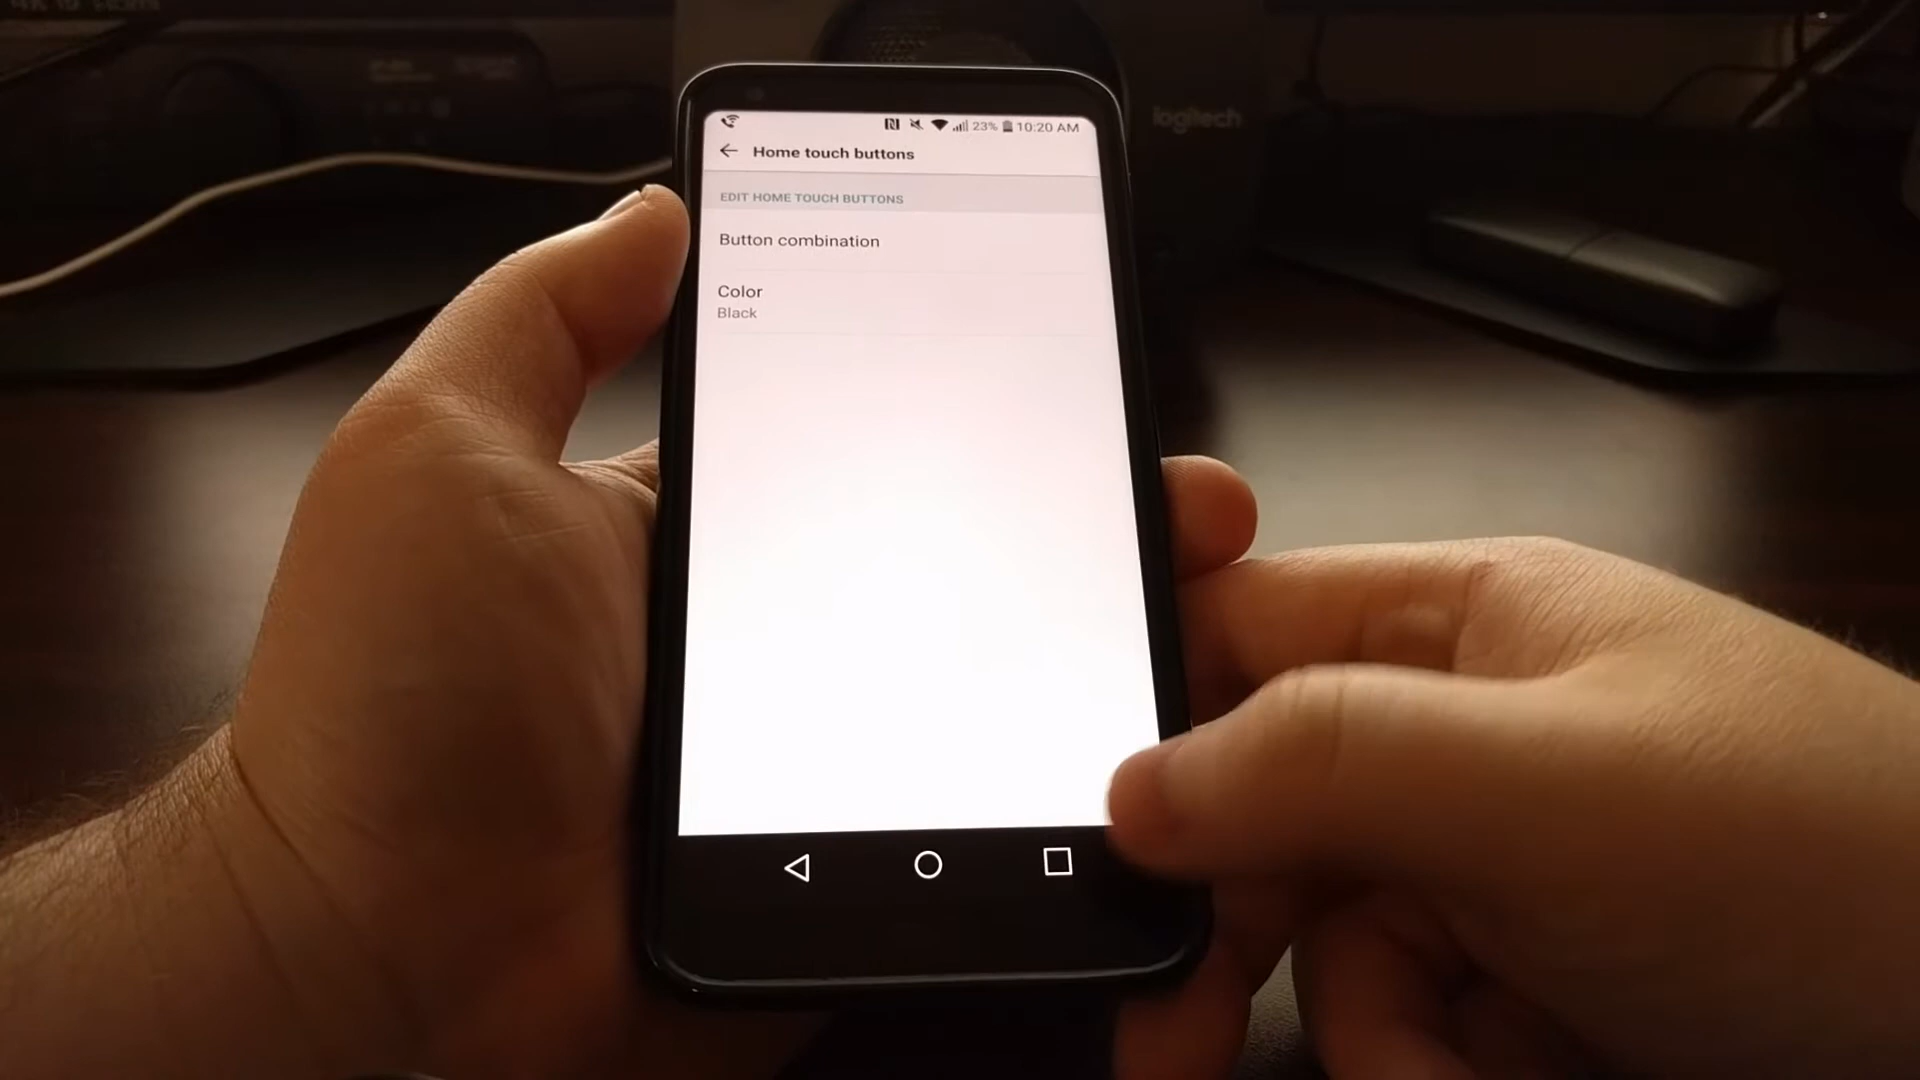 23% 10:20 AM
Home touch buttons
EDIT HOME TOUCH BUTTONS
Button combination
Color
Black
logitech